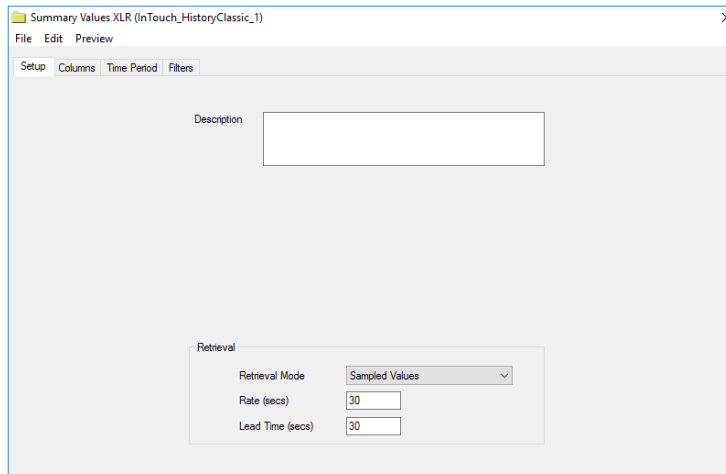 Summary Values XLR (InTouch_HistoryClassic_1)
File Edit Preview
Setup Columns Time Period Filters
Description
Retrieval
Retrieval Mode Sampled Values
Rate (secs) 30
Lead Time (secs) 30